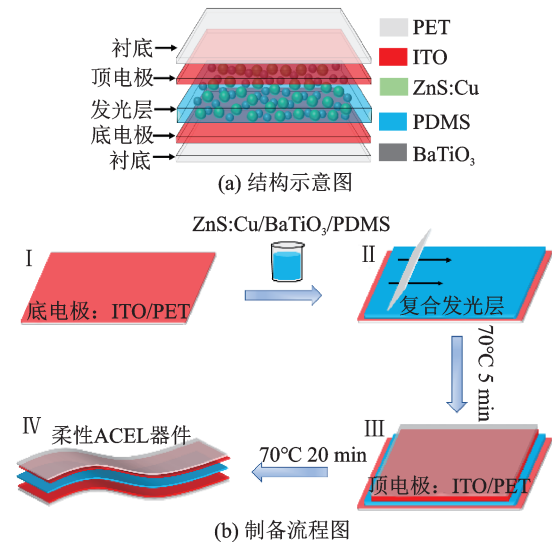 衬底
顶电极
发光层
底电极
衬底
PET
ITO
ZnS:Cu
PDMS
BaTiO₃
(a) 结构示意图
ZnS:Cu/BaTiO₃/PDMS
Ⅰ
底电极：ITO/PET
Ⅱ
复合发光层
70℃ 5 min
Ⅲ
顶电极：ITO/PET
70℃ 20 min
Ⅳ
柔性ACEL器件
(b) 制备流程图